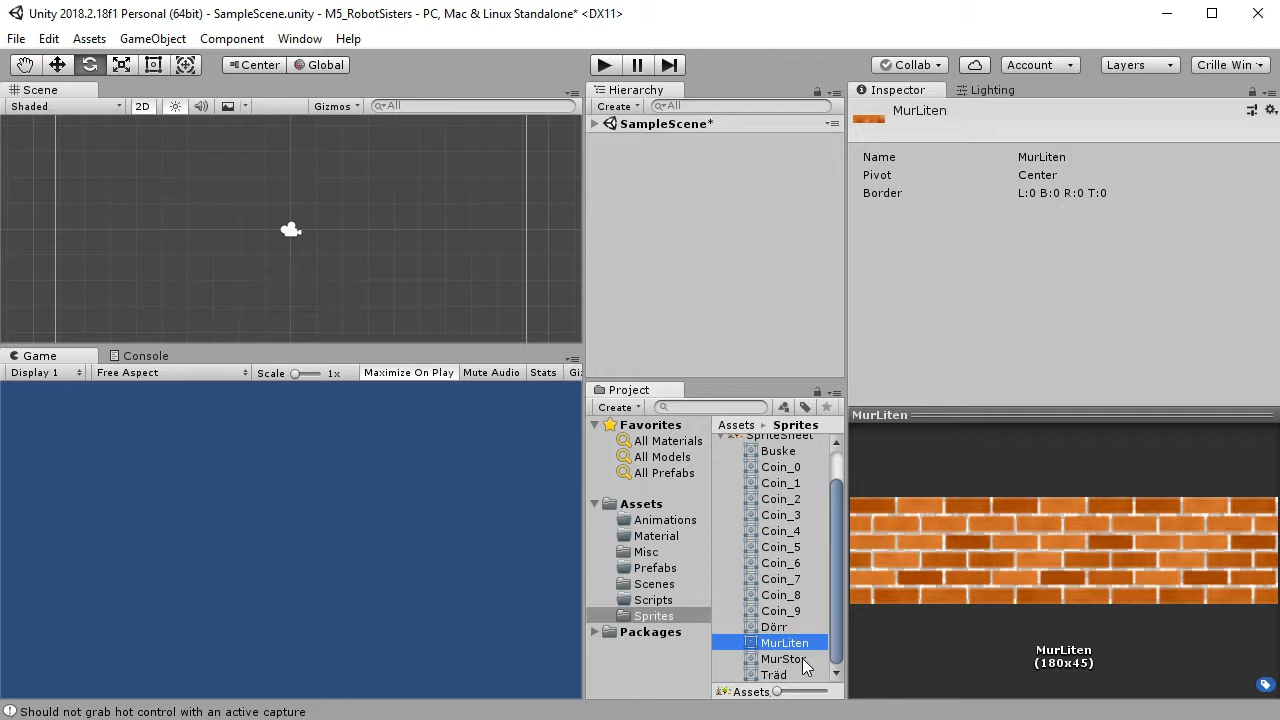 Unity 2018.2.18f1 Personal (64bit) - SampleScene.unity - M5_RobotSisters - PC, Mac & Linux Standalone* <DX11>
File Edit Assets GameObject Component Window Help
Center Global Collab Account Layers Crille Win
Scene
Shaded 2D Gizmos All
Game Console
Display 1 Free Aspect Scale 1x Maximize On Play Mute Audio Stats Giz
Hierarchy
Create All
SampleScene*
Project
Create
Favorites
All Materials
All Models
All Prefabs
Assets
Animations
Material
Misc
Prefabs
Scenes
Scripts
Sprites
Packages
Assets Sprites
SpriteSheet
Buske
Coin_0
Coin_1
Coin_2
Coin_3
Coin_4
Coin_5
Coin_6
Coin_7
Coin_8
Coin_9
Dörr
MurLiten
MurStor
Träd
Assets
Inspector Lighting
MurLiten
Name MurLiten
Pivot Center
Border L:0 B:0 R:0 T:0
MurLiten
MurLiten
(180x45)
Should not grab hot control with an active capture